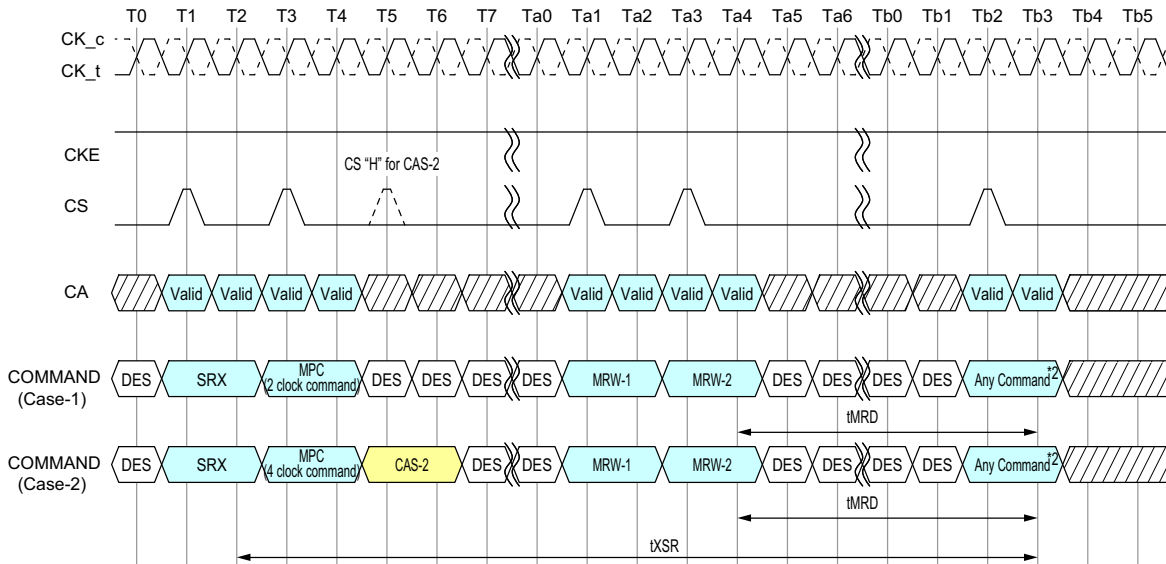 T0 T1 T2 T3 T4 T5 T6 T7 Ta0 Ta1 Ta2 Ta3 Ta4 Ta5 Ta6 Tb0 Tb1 Tb2 Tb3 Tb4 Tb5
CK_c
CK_t
CKE
CS "H" for CAS-2
CS
CA Valid Valid Valid Valid Valid Valid Valid Valid Valid Valid
COMMAND
(Case-1)
DES SRX MPC
(2 clock command)
DES DES DES DES MRW-1 MRW-2 DES DES DES DES Any Command*2
tMRD
COMMAND
(Case-2)
DES SRX MPC
(4 clock command)
CAS-2 DES DES MRW-1 MRW-2 DES DES DES DES Any Command*2
tMRD
tXSR